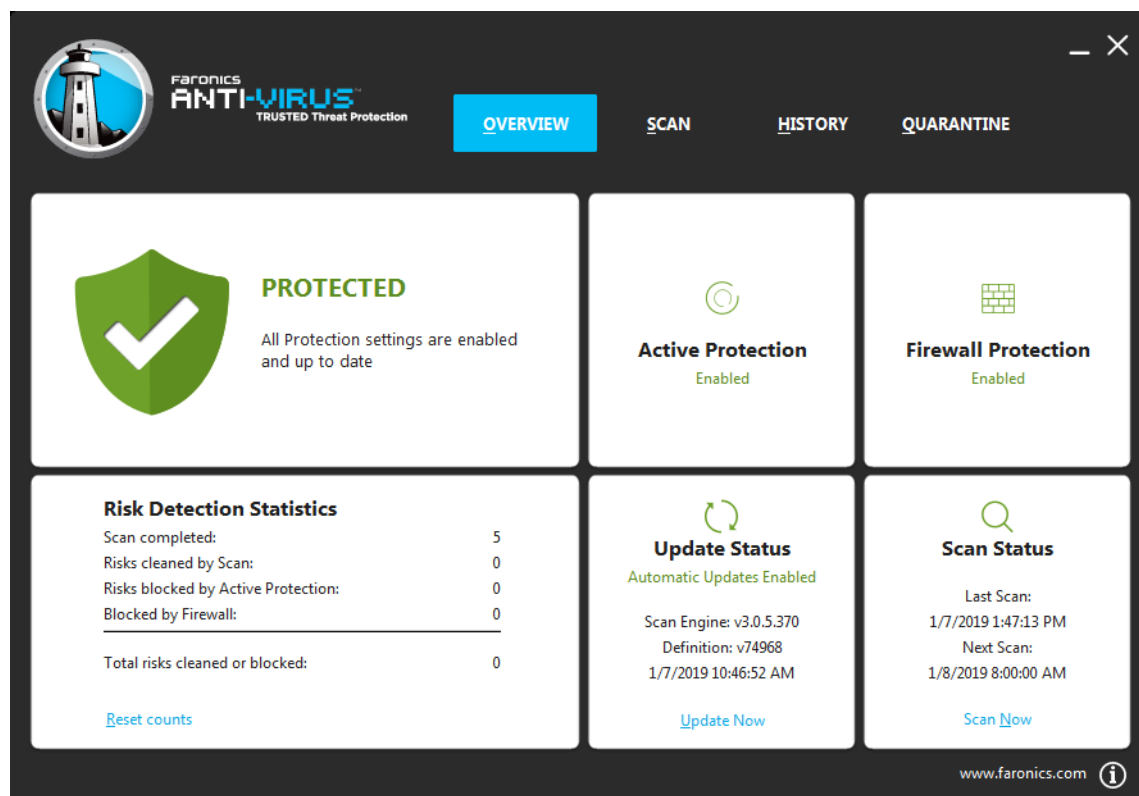 Faronics
ANTI-VIRUS™
TRUSTED Threat Protection
OVERVIEW
SCAN
HISTORY
QUARANTINE
PROTECTED
All Protection settings are enabled
and up to date
Active Protection
Enabled
Firewall Protection
Enabled
Risk Detection Statistics
Scan completed: 5
Risks cleaned by Scan: 0
Risks blocked by Active Protection: 0
Blocked by Firewall: 0
Total risks cleaned or blocked: 0
Reset counts
Update Status
Automatic Updates Enabled
Scan Engine: v3.0.5.370
Definition: v74968
1/7/2019 10:46:52 AM
Update Now
Scan Status
Last Scan:
1/7/2019 1:47:13 PM
Next Scan:
1/8/2019 8:00:00 AM
Scan Now
www.faronics.com